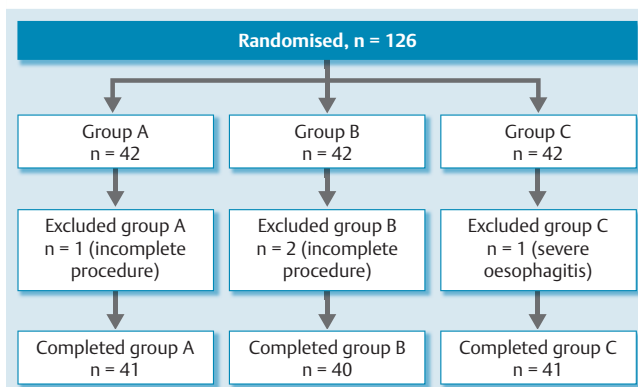 Randomised, n = 126
Group A
n = 42
Group B
n = 42
Group C
n = 42
Excluded group A
n = 1 (incomplete
procedure)
Excluded group B
n = 2 (incomplete
procedure)
Excluded group C
n = 1 (severe
oesophagitis)
Completed group A
n = 41
Completed group B
n = 40
Completed group C
n = 41